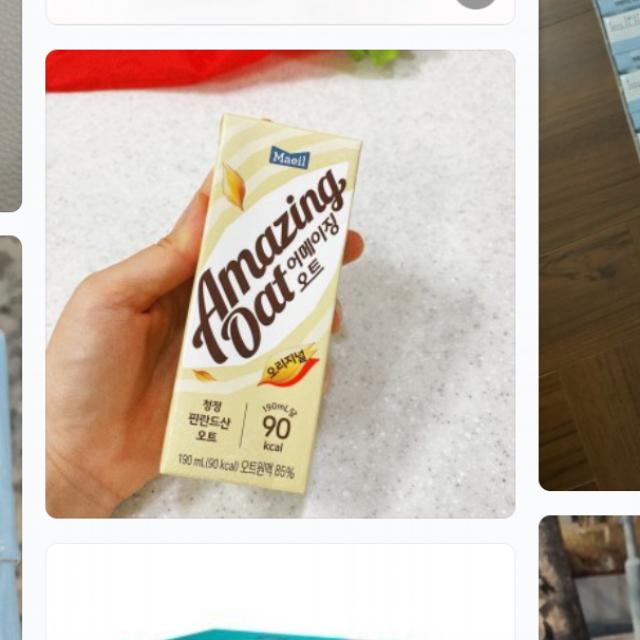 Maeil
Amazing
Oat
어메이징
오트
오리지널
청정
핀란드산
오트
190mL당
90
kcal
190 mL(90 kcal) 오트원액 85%